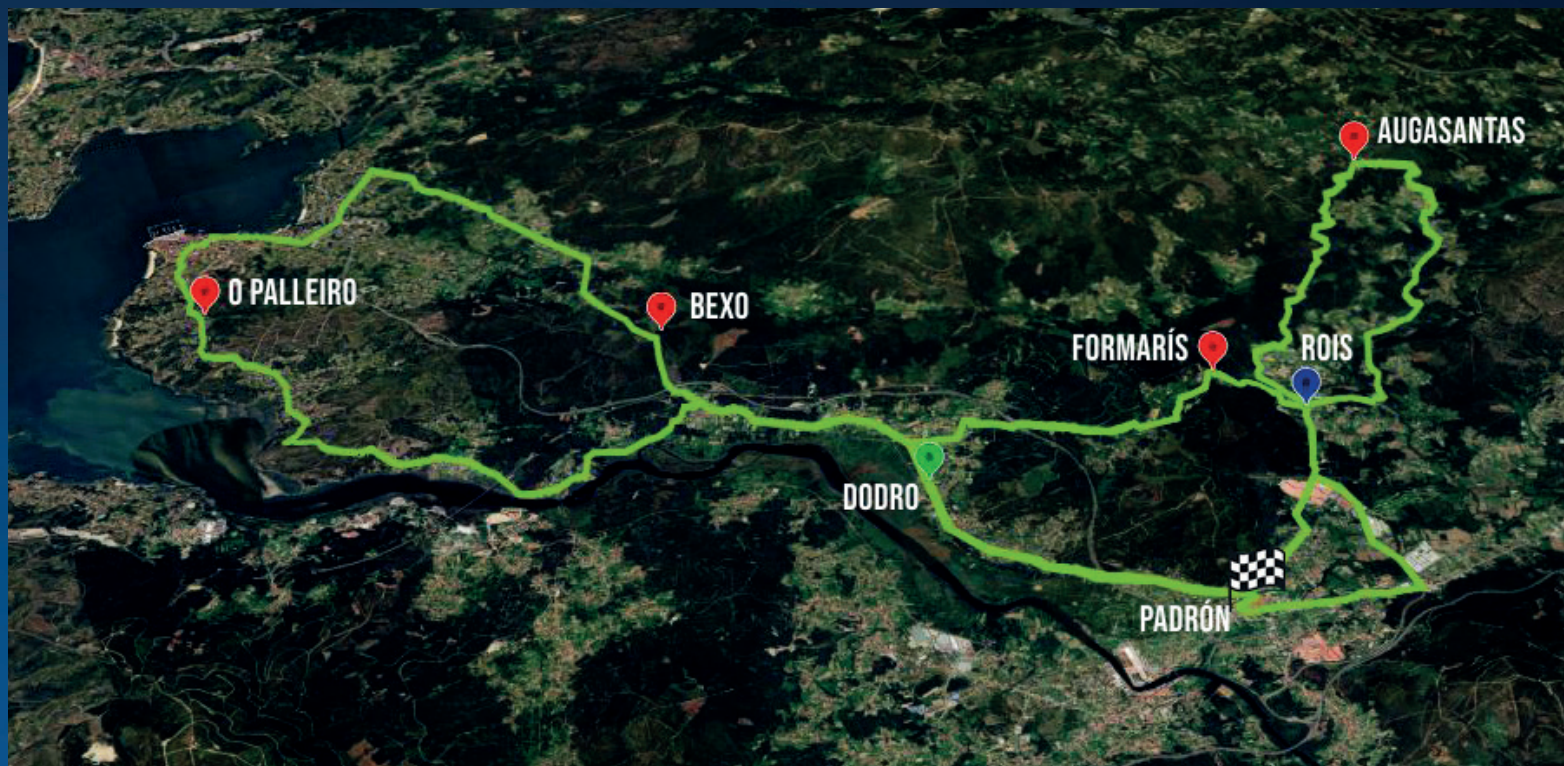 AUGASANTAS
O PALLEIRO
BEXO
FORMARÍS
ROIS
DODRO
PADRÓN